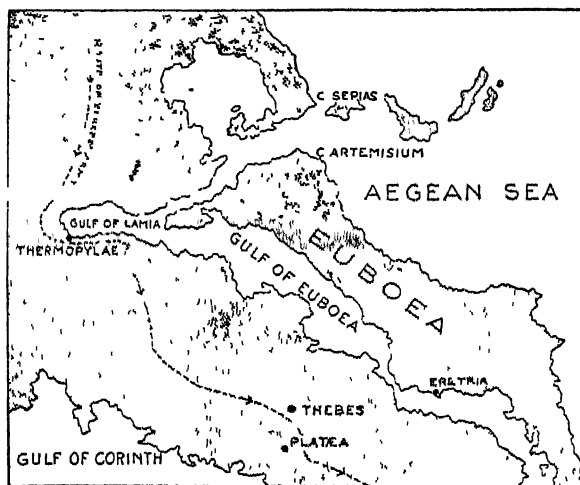 C SEPIAS
C ARTEMISIUM
AEGEAN SEA
GULF OF LAMIA
THERMOPYLAE
EUBOEA
GULF OF EUBOEA
ERETRIA
THEBES
PLATEA
GULF OF CORINTH